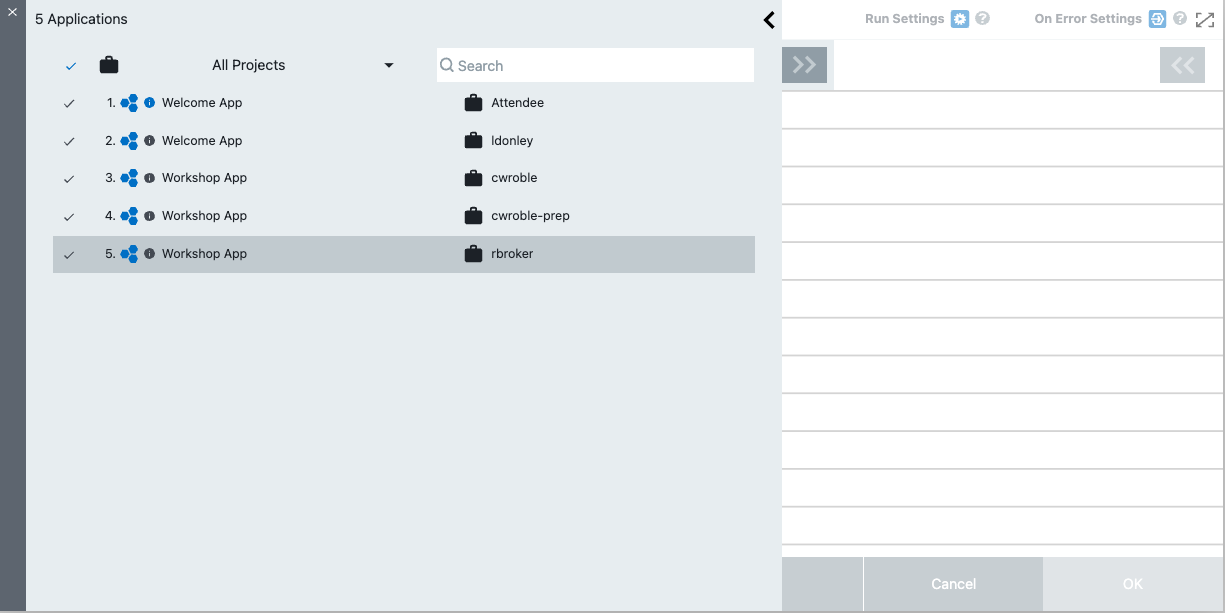 5 Applications
Run Settings
On Error Settings
All Projects
Search
1. Welcome App Attendee
2. Welcome App ldonley
3. Workshop App cwroble
4. Workshop App cwroble-prep
5. Workshop App rbroker
Cancel
OK